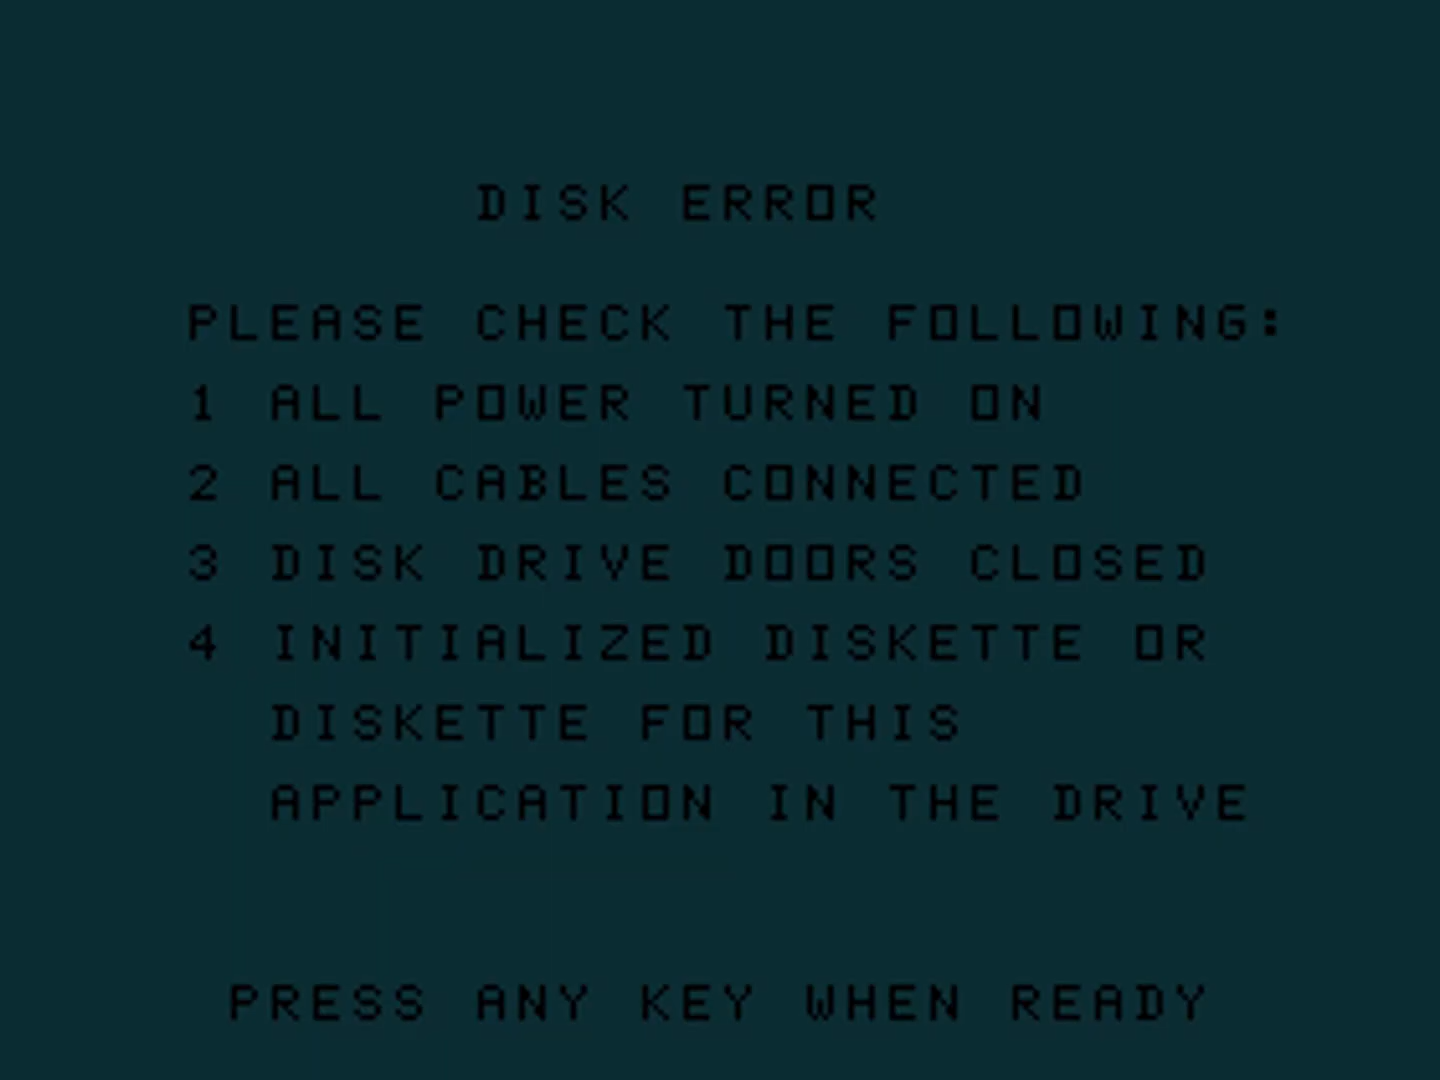 DISK ERROR
PLEASE CHECK THE FOLLOWING:
1 ALL POWER TURNED ON
2 ALL CABLES CONNECTED
3 DISK DRIVE DOORS CLOSED
4 INITIALIZED DISKETTE OR
DISKETTE FOR THIS
APPLICATION IN THE DRIVE
PRESS ANY KEY WHEN READY